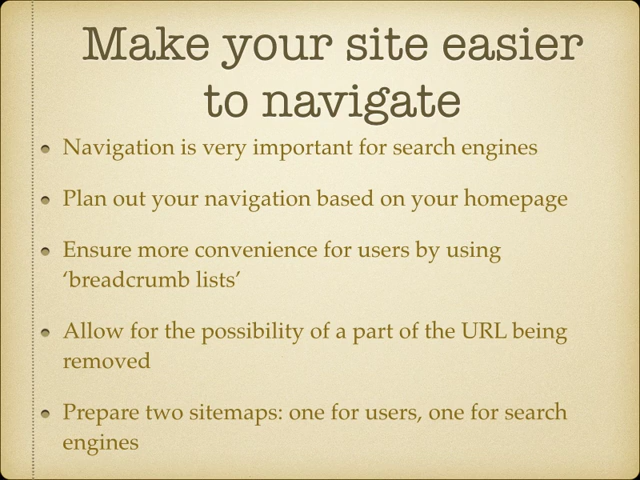 Make your site easier
to navigate
Navigation is very important for search engines
Plan out your navigation based on your homepage
Ensure more convenience for users by using
‘breadcrumb lists’
Allow for the possibility of a part of the URL being
removed
Prepare two sitemaps: one for users, one for search
engines